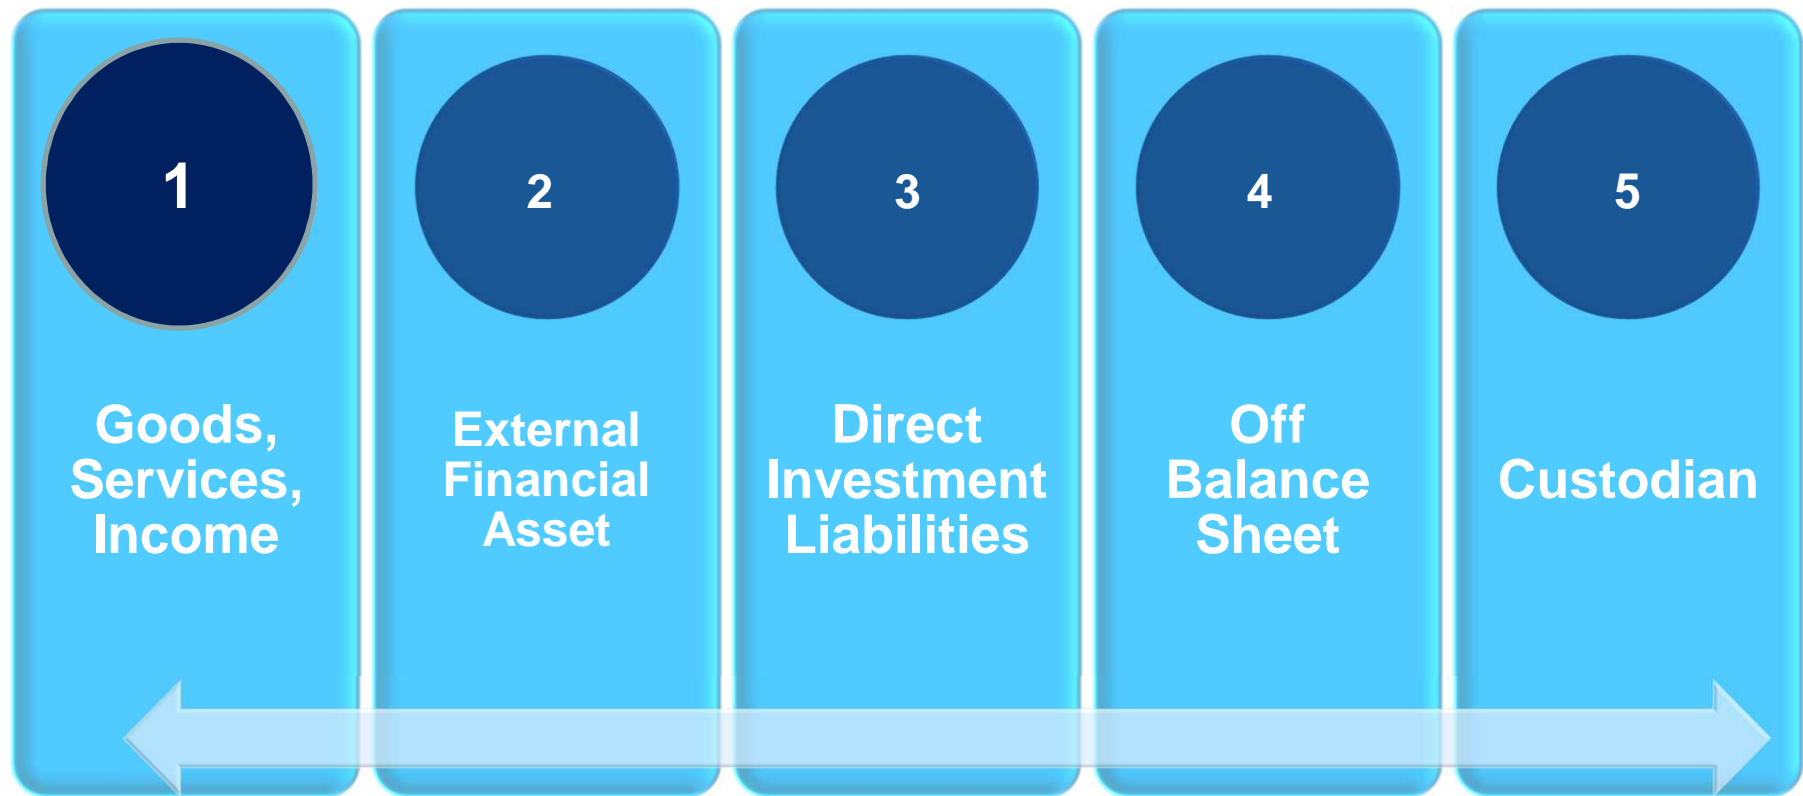 1
Goods,
Services,
Income
2
External
Financial
Asset
3
Direct
Investment
Liabilities
4
Off
Balance
Sheet
5
Custodian